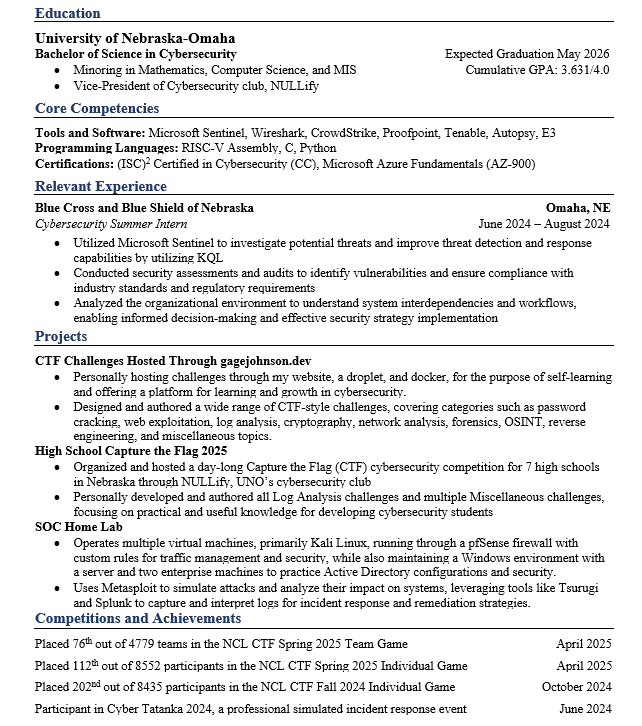 Education
University of Nebraska-Omaha
Bachelor of Science in Cybersecurity Expected Graduation May 2026
• Minoring in Mathematics, Computer Science, and MIS Cumulative GPA: 3.631/4.0
• Vice-President of Cybersecurity club, NULLify
Core Competencies
Tools and Software: Microsoft Sentinel, Wireshark, CrowdStrike, Proofpoint, Tenable, Autopsy, E3
Programming Languages: RISC-V Assembly, C, Python
Certifications: (ISC)² Certified in Cybersecurity (CC), Microsoft Azure Fundamentals (AZ-900)
Relevant Experience
Blue Cross and Blue Shield of Nebraska Omaha, NE
Cybersecurity Summer Intern June 2024 – August 2024
• Utilized Microsoft Sentinel to investigate potential threats and improve threat detection and response
capabilities by utilizing KQL
• Conducted security assessments and audits to identify vulnerabilities and ensure compliance with
industry standards and regulatory requirements
• Analyzed the organizational environment to understand system interdependencies and workflows,
enabling informed decision-making and effective security strategy implementation
Projects
CTF Challenges Hosted Through gagejohnson.dev
• Personally hosting challenges through my website, a droplet, and docker, for the purpose of self-learning
and offering a platform for learning and growth in cybersecurity.
• Designed and authored a wide range of CTF-style challenges, covering categories such as password
cracking, web exploitation, log analysis, cryptography, network analysis, forensics, OSINT, reverse
engineering, and miscellaneous topics.
High School Capture the Flag 2025
• Organized and hosted a day-long Capture the Flag (CTF) cybersecurity competition for 7 high schools
in Nebraska through NULLify, UNO's cybersecurity club
• Personally developed and authored all Log Analysis challenges and multiple Miscellaneous challenges,
focusing on practical and useful knowledge for developing cybersecurity students
SOC Home Lab
• Operates multiple virtual machines, primarily Kali Linux, running through a pfSense firewall with
custom rules for traffic management and security, while also maintaining a Windows environment with
a server and two enterprise machines to practice Active Directory configurations and security.
• Uses Metasploit to simulate attacks and analyze their impact on systems, leveraging tools like Tsurugi
and Splunk to capture and interpret logs for incident response and remediation strategies.
Competitions and Achievements
Placed 76th out of 4779 teams in the NCL CTF Spring 2025 Team Game April 2025
Placed 112th out of 8552 participants in the NCL CTF Spring 2025 Individual Game April 2025
Placed 202nd out of 8435 participants in the NCL CTF Fall 2024 Individual Game October 2024
Participant in Cyber Tatanka 2024, a professional simulated incident response event June 2024